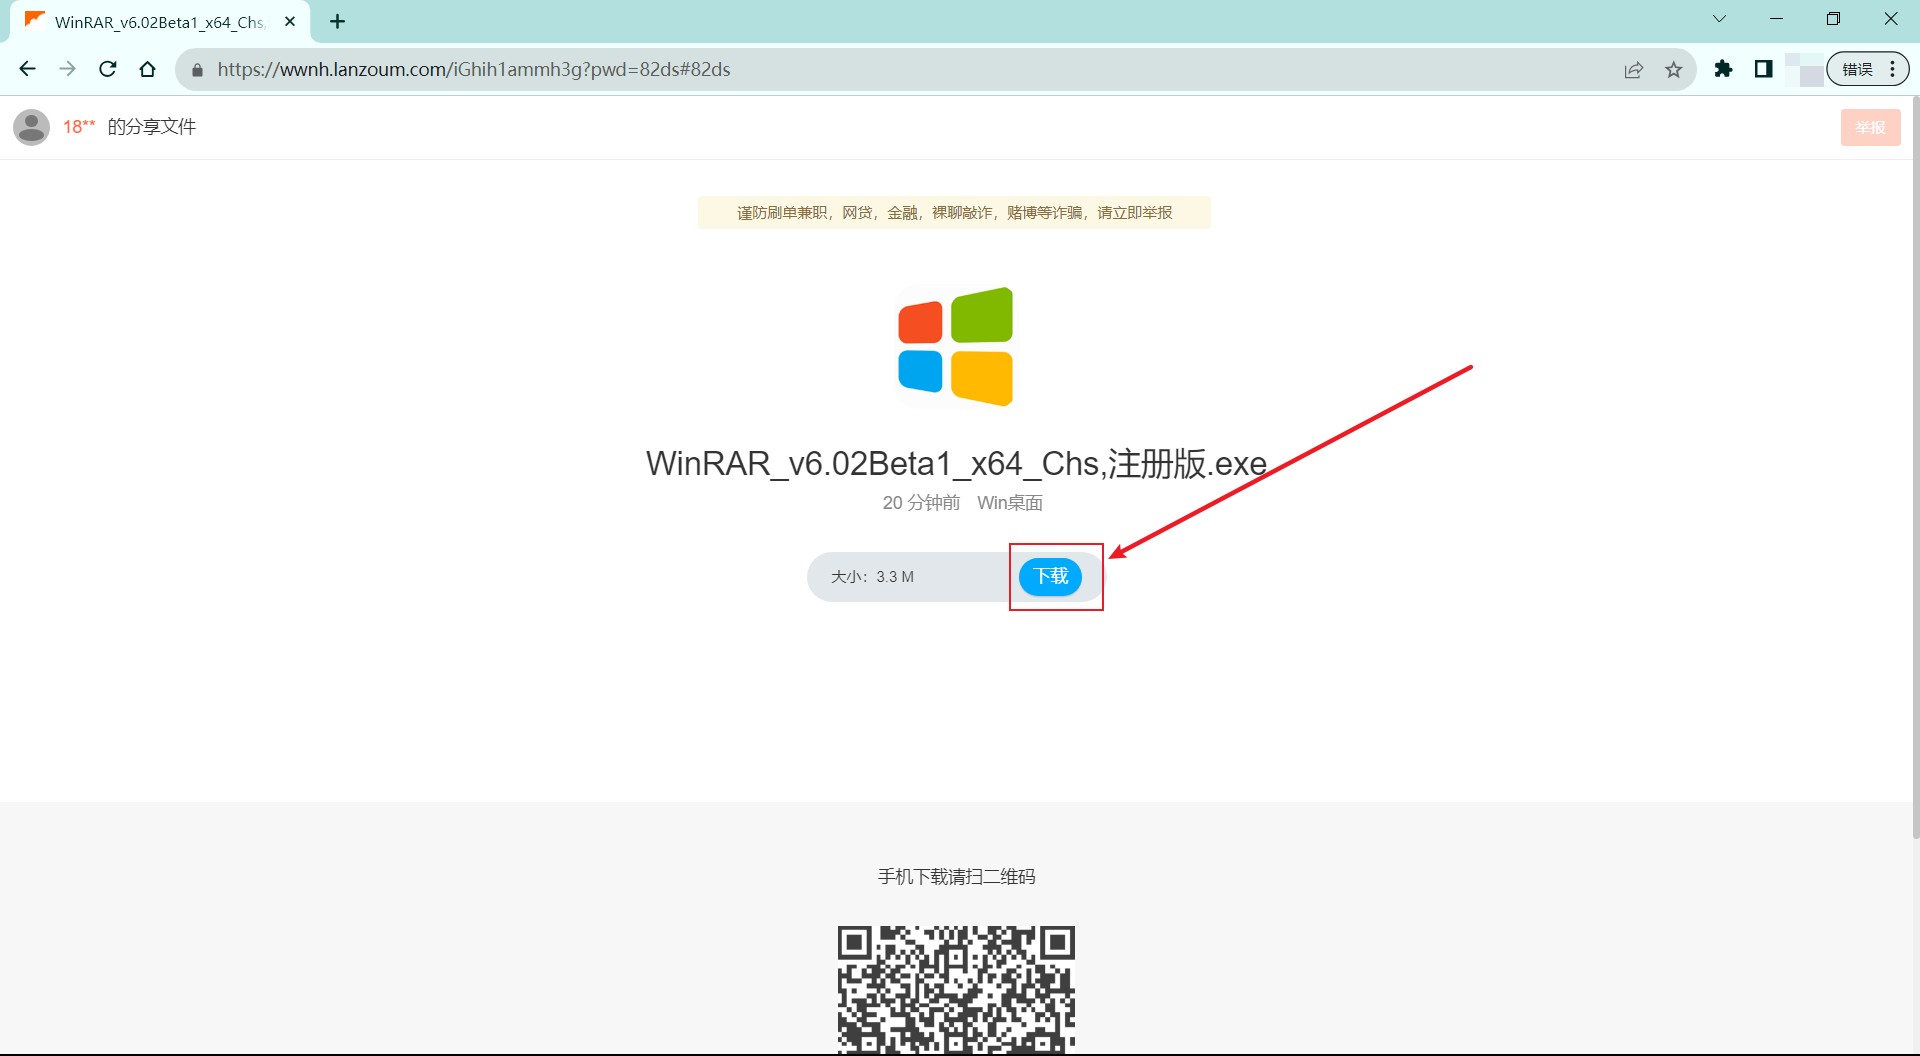 WinRAR_v6.02Beta1_x64_Chs,
https://wwnh.lanzoum.com/iGhih1ammh3g?pwd=82ds#82ds
错误
18** 的分享文件
举报
谨防刷单兼职，网贷，金融，裸聊敲诈，赌博等诈骗，请立即举报
WinRAR_v6.02Beta1_x64_Chs,注册版.exe
20 分钟前 Win桌面
大小：3.3 M
下载
手机下载请扫二维码